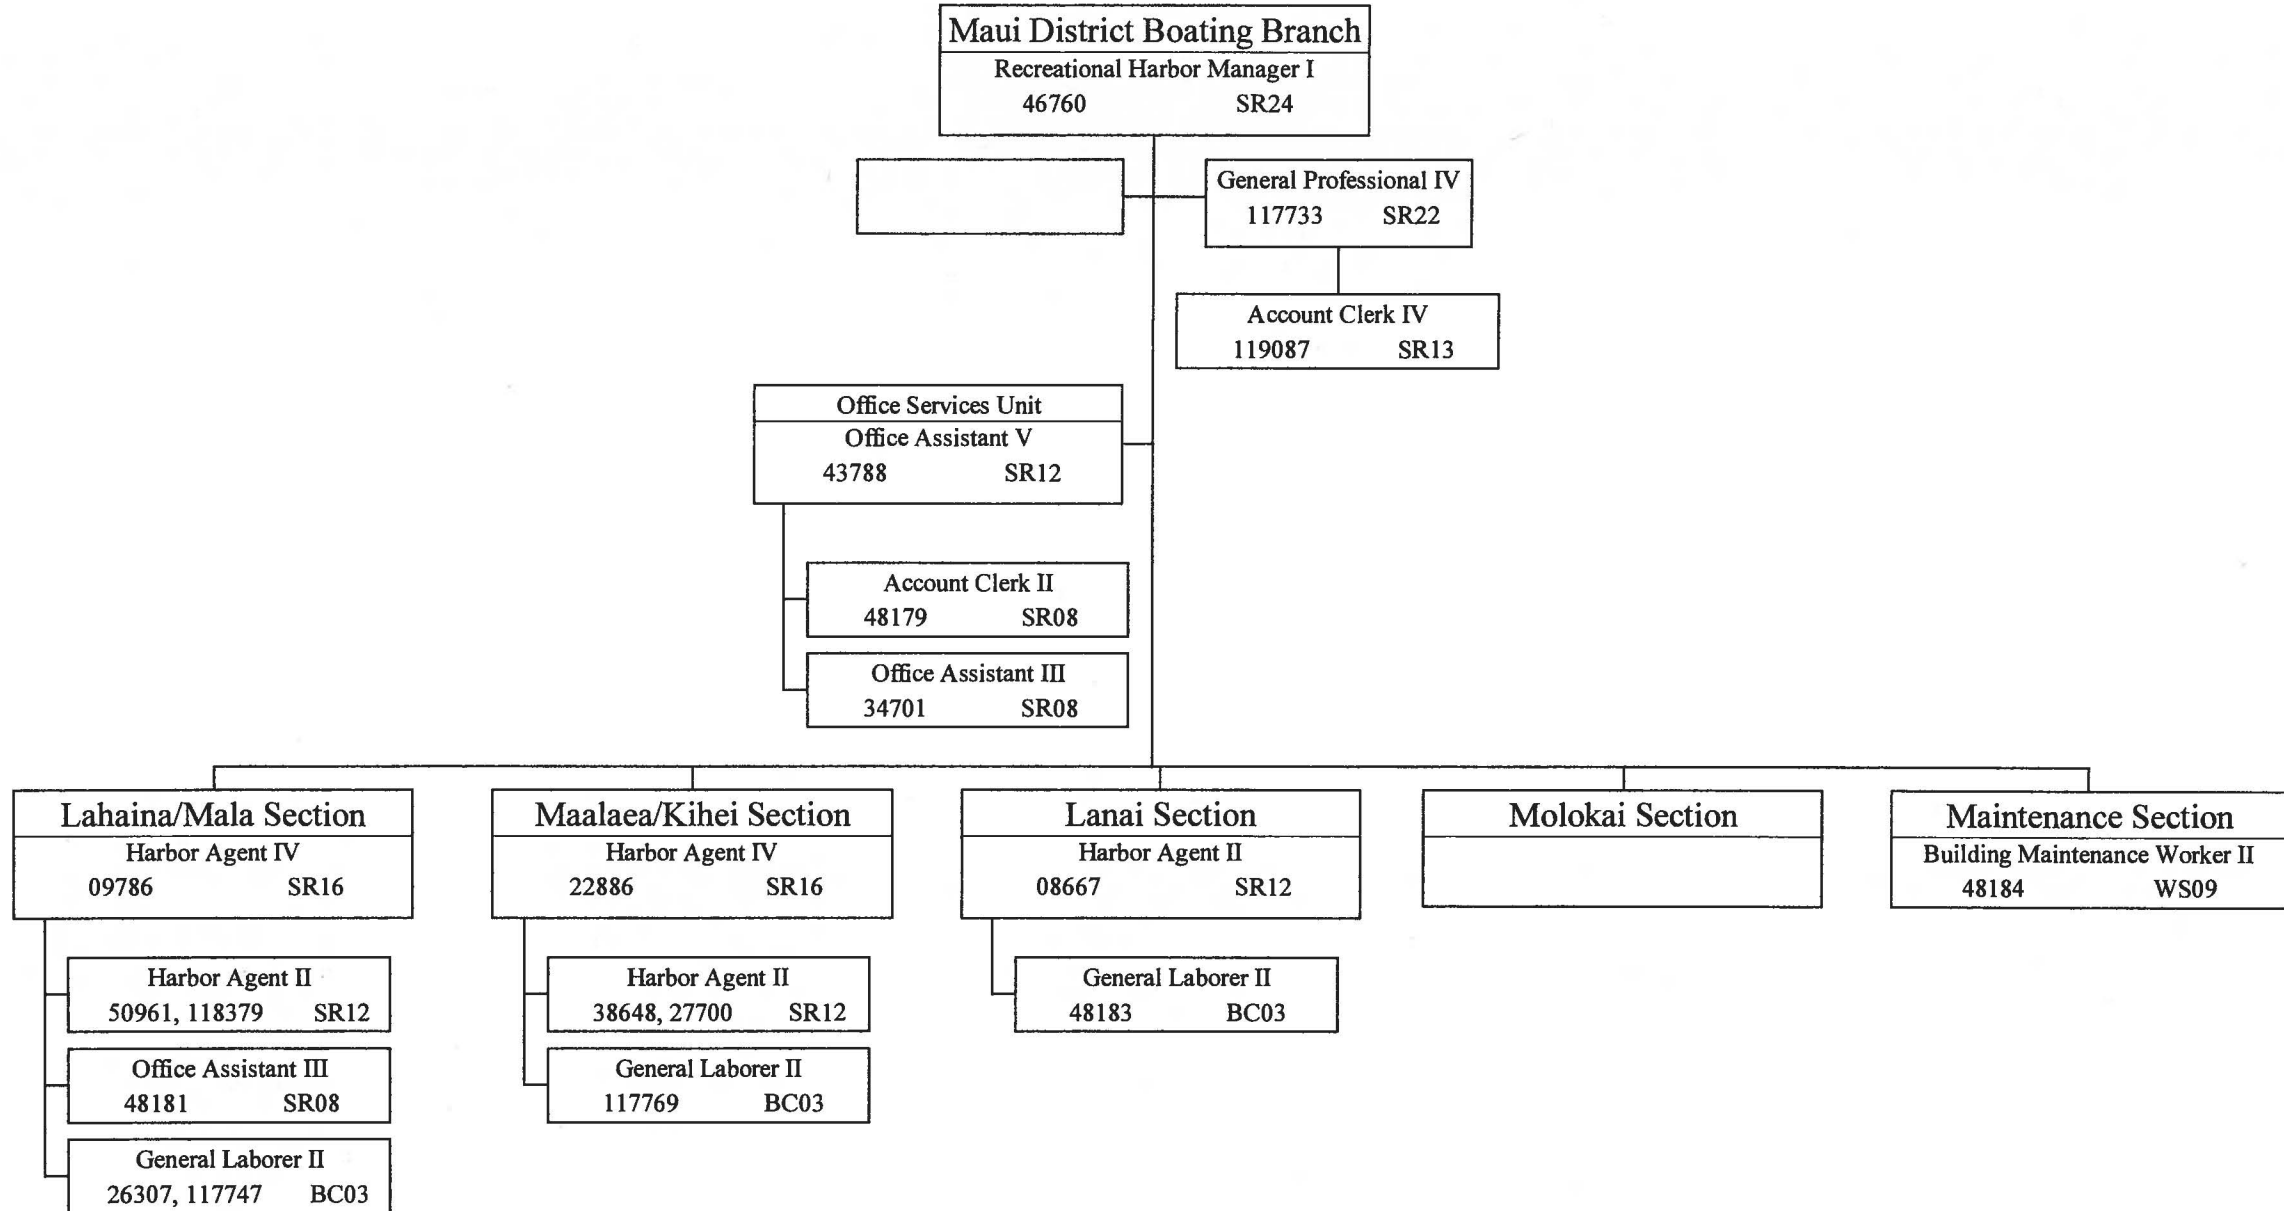 Maui District Boating Branch
Recreational Harbor Manager I
46760 SR24
General Professional IV
117733 SR22
Account Clerk IV
119087 SR13
Office Services Unit
Office Assistant V
43788 SR12
Account Clerk II
48179 SR08
Office Assistant III
34701 SR08
Lahaina/Mala Section
Harbor Agent IV
09786 SR16
Harbor Agent II
50961, 118379 SR12
Office Assistant III
48181 SR08
General Laborer II
26307, 117747 BC03
Maalaea/Kihei Section
Harbor Agent IV
22886 SR16
Harbor Agent II
38648, 27700 SR12
General Laborer II
117769 BC03
Lanai Section
Harbor Agent II
08667 SR12
General Laborer II
48183 BC03
Molokai Section
Maintenance Section
Building Maintenance Worker II
48184 WS09